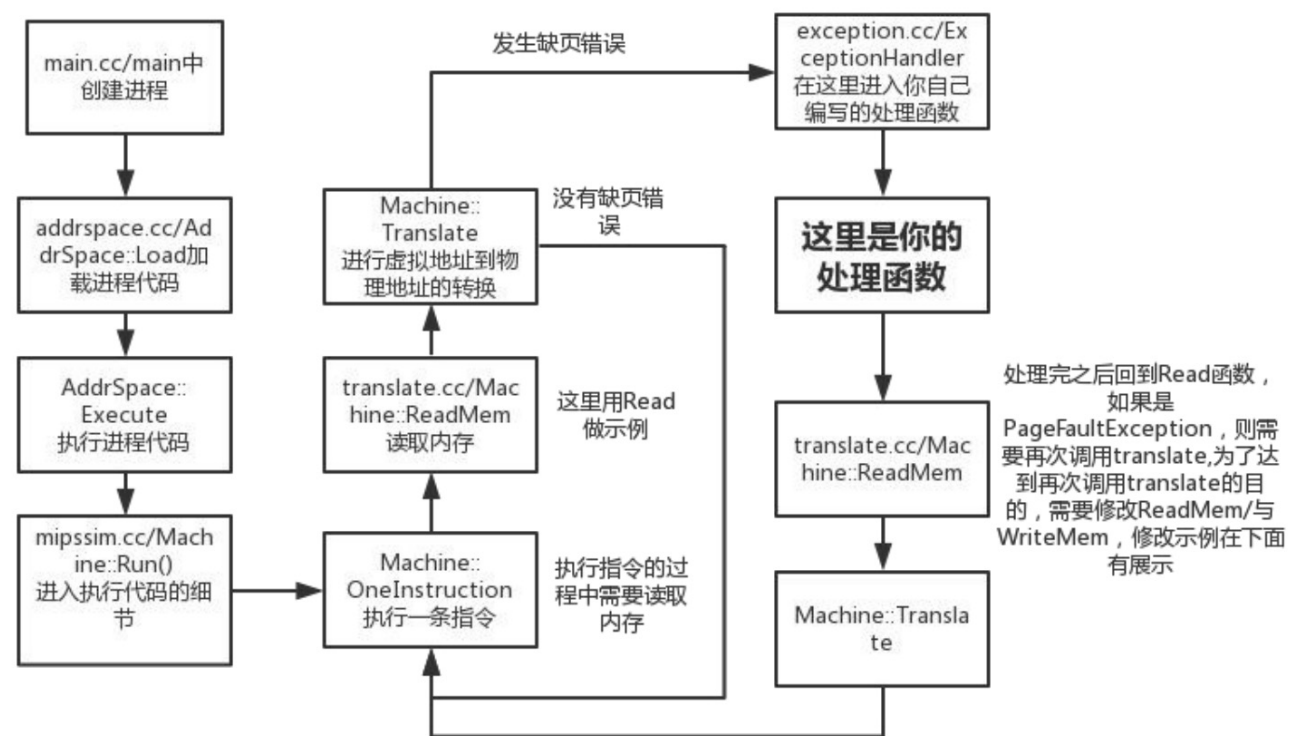 main.cc/main中
创建进程
addrspace.cc/Ad
drSpace::Load加
载进程代码
AddrSpace::
Execute
执行进程代码
mipssim.cc/Mach
ine::Run()
进入执行代码的细
节
发生缺页错误
Machine::
Translate
进行虚拟地址到物
理地址的转换
没有缺页错
误
translate.cc/Mac
hine::ReadMem
读取内存
这里用Read
做示例
Machine::
OneInstruction
执行一条指令
执行指令的过
程中需要读取
内存
exception.cc/Ex
ceptionHandler
在这里进入你自己
编写的处理函数
这里是你的
处理函数
translate.cc/Mac
hine::ReadMem
处理完之后回到Read函数，
如果是
PageFaultException，则需
要再次调用translate,为了达
到再次调用translate的目
的，需要修改ReadMem/与
WriteMem，修改示例在下面
有展示
Machine::Transla
te